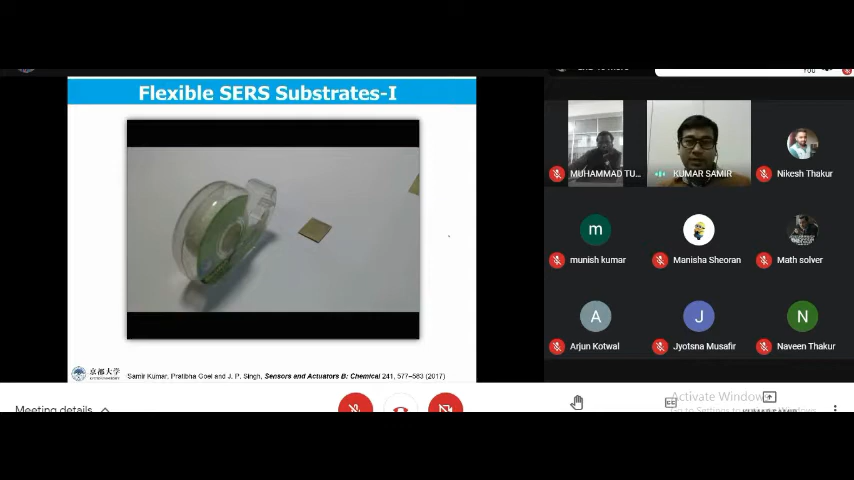 Flexible SERS Substrates-I
京都大学
Samir Kumar, Pratibha Goel and J. P. Singh, Sensors and Actuators B: Chemical 241, 577–583 (2017)
MUHAMMAD TU...
KUMAR SAMIR
Nikesh Thakur
m
munish kumar
Manisha Sheoran
Math solver
A
J
N
Arjun Kotwal
Jyotsna Musafir
Naveen Thakur
Meeting details
Activate Windows